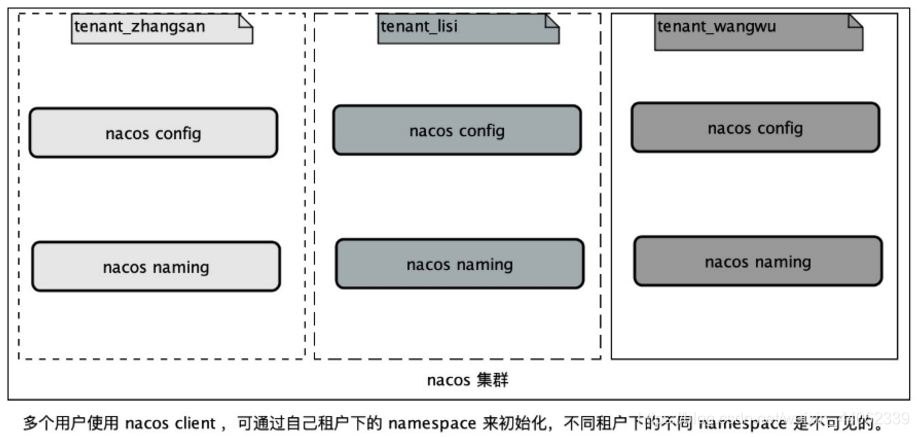 tenant_zhangsan
tenant_lisi
tenant_wangwu
nacos config
nacos config
nacos config
nacos naming
nacos naming
nacos naming
nacos 集群
多个用户使用 nacos client ，可通过自己租户下的 namespace 来初始化，不同租户下的不同 namespace 是不可见的。